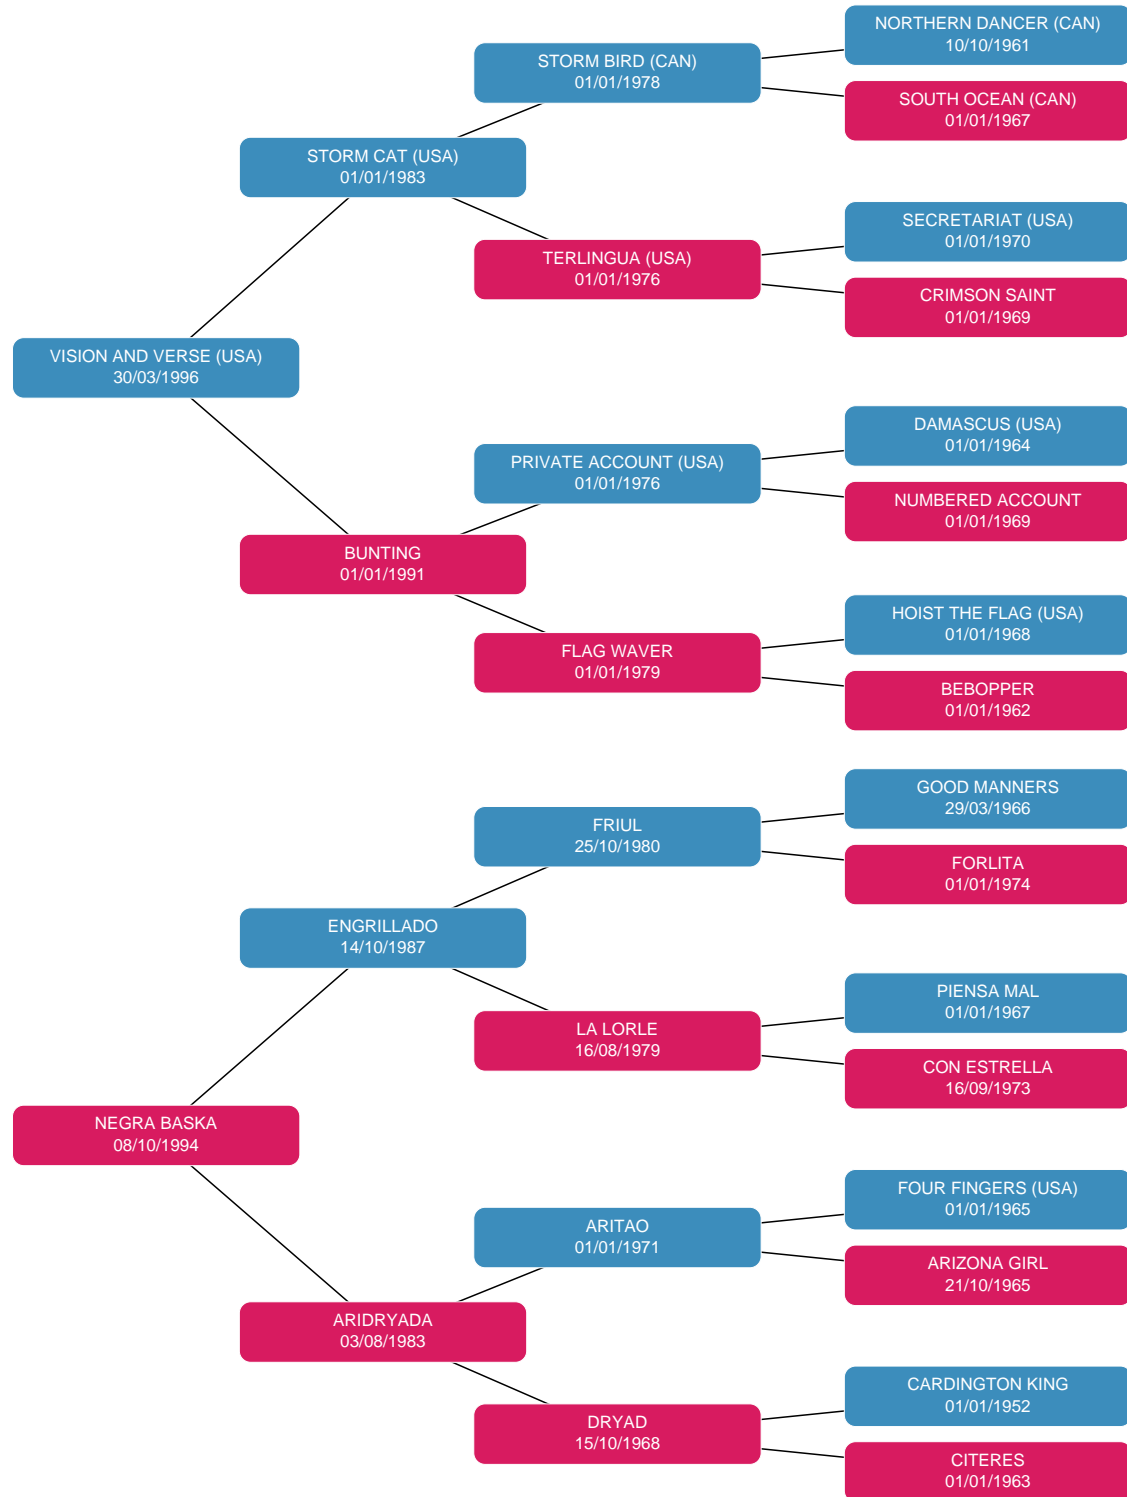 NORTHERN DANCER (CAN)
10/10/1961
STORM BIRD (CAN)
01/01/1978
SOUTH OCEAN (CAN)
01/01/1967
STORM CAT (USA)
01/01/1983
SECRETARIAT (USA)
01/01/1970
TERLINGUA (USA)
01/01/1976
CRIMSON SAINT
01/01/1969
VISION AND VERSE (USA)
30/03/1996
DAMASCUS (USA)
01/01/1964
PRIVATE ACCOUNT (USA)
01/01/1976
NUMBERED ACCOUNT
01/01/1969
BUNTING
01/01/1991
HOIST THE FLAG (USA)
01/01/1968
FLAG WAVER
01/01/1979
BEBOPPER
01/01/1962
GOOD MANNERS
29/03/1966
FRIUL
25/10/1980
FORLITA
01/01/1974
ENGRILLADO
14/10/1987
PIENSA MAL
01/01/1967
LA LORLE
16/08/1979
CON ESTRELLA
16/09/1973
NEGRA BASKA
08/10/1994
FOUR FINGERS (USA)
01/01/1965
ARITAO
01/01/1971
ARIZONA GIRL
21/10/1965
ARIDRYADA
03/08/1983
CARDINGTON KING
01/01/1952
DRYAD
15/10/1968
CITERES
01/01/1963